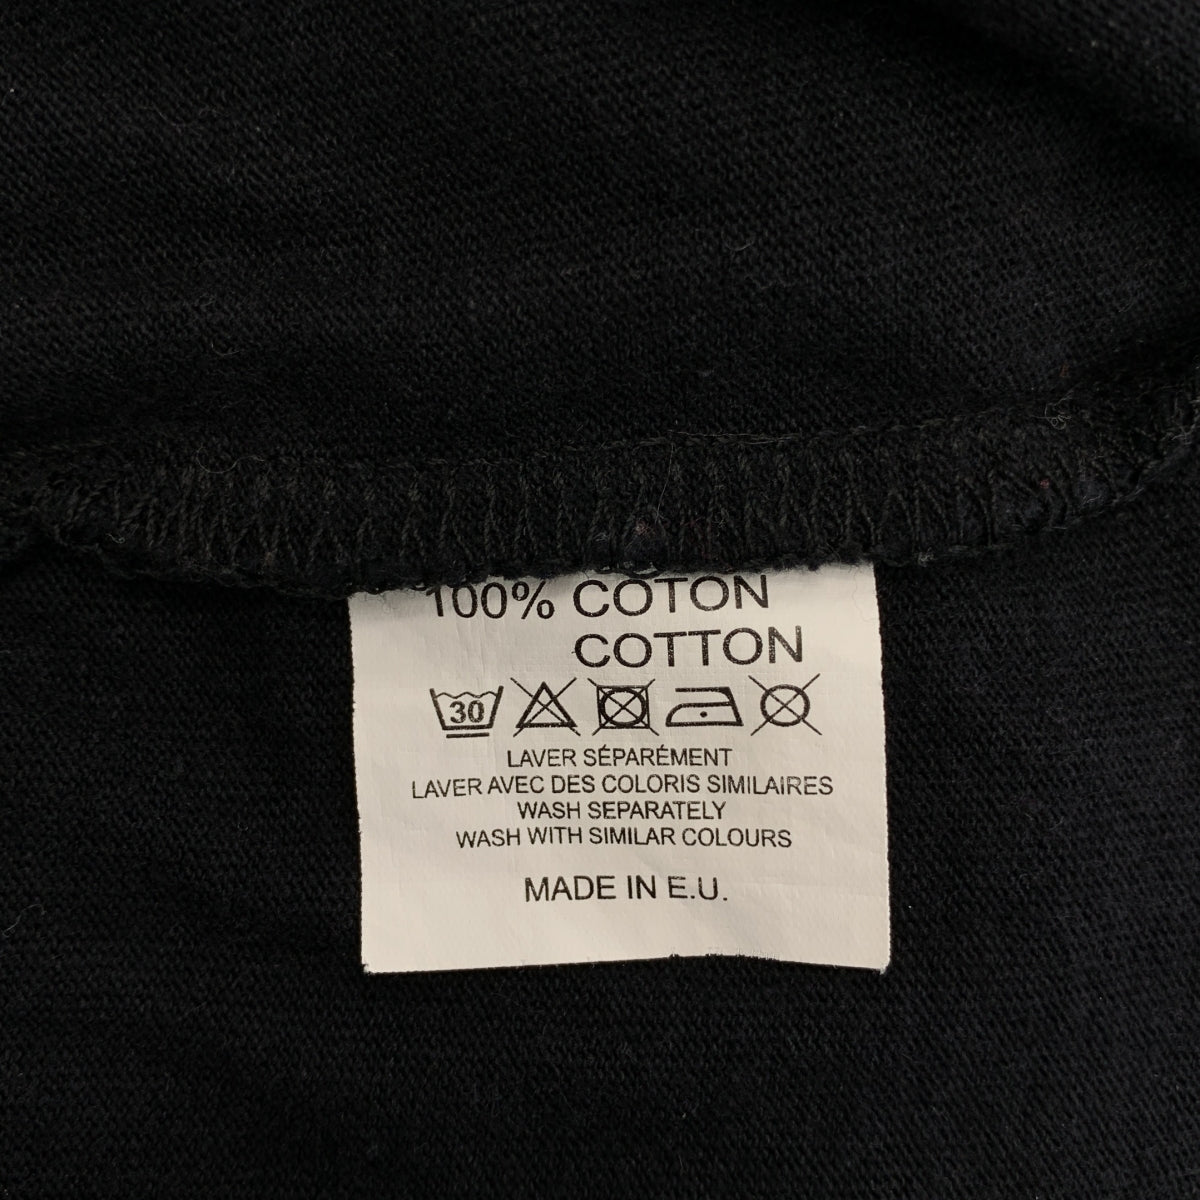 100% COTON
COTTON
30
LAVER SÉPARÉMENT
LAVER AVEC DES COLORIS SIMILAIRES
WASH SEPARATELY
WASH WITH SIMILAR COLOURS
MADE IN E.U.